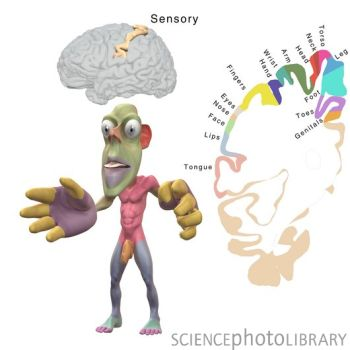 Sensory
Leg
Torso
Neck
Head
Arm
Wrist
Hand
Fingers
Eyes
Nose
Face
Lips
Tongue
Foot
Toes
Genitals
SCIENCEphotoLIBRARY